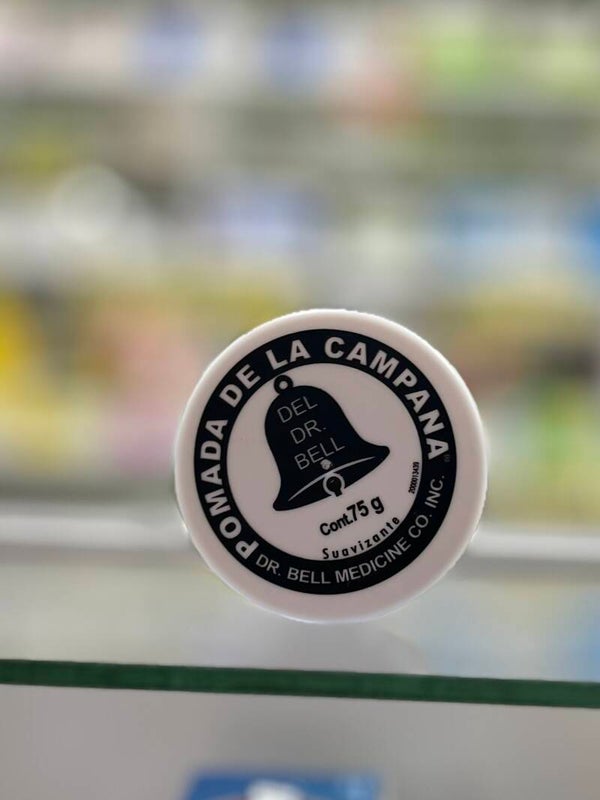 POMADA DE LA CAMPANA
DEL
DR.
BELL
Cont.75 g
Suavizante
DR. BELL MEDICINE CO. INC.